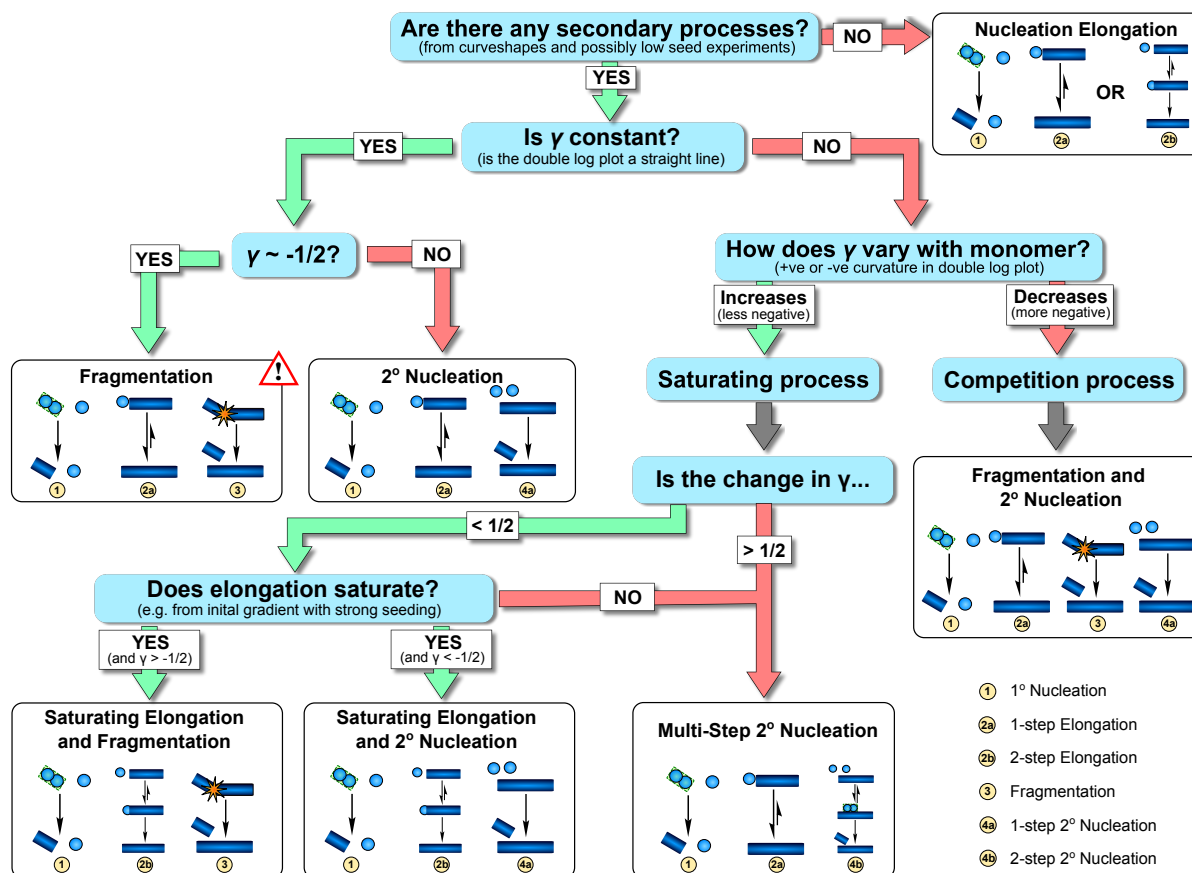 Are there any secondary processes?
(from curveshapes and possibly low seed experiments)
NO
Nucleation Elongation
OR
1
2a
2b
YES
Is γ constant?
(is the double log plot a straight line)
YES
NO
γ ~ -1/2?
YES
NO
How does γ vary with monomer?
(+ve or -ve curvature in double log plot)
Increases
(less negative)
Decreases
(more negative)
Fragmentation
!
1
2a
3
2º Nucleation
1
2a
4a
Saturating process
Competition process
Is the change in γ...
Fragmentation and
2º Nucleation
1
2a
3
4a
< 1/2
> 1/2
Does elongation saturate?
(e.g. from inital gradient with strong seeding)
NO
YES
(and γ > -1/2)
YES
(and γ < -1/2)
Saturating Elongation
and Fragmentation
1
2b
3
Saturating Elongation
and 2º Nucleation
1
2b
4a
Multi-Step 2º Nucleation
1
2a
4b
1 1º Nucleation
2a 1-step Elongation
2b 2-step Elongation
3 Fragmentation
4a 1-step 2º Nucleation
4b 2-step 2º Nucleation